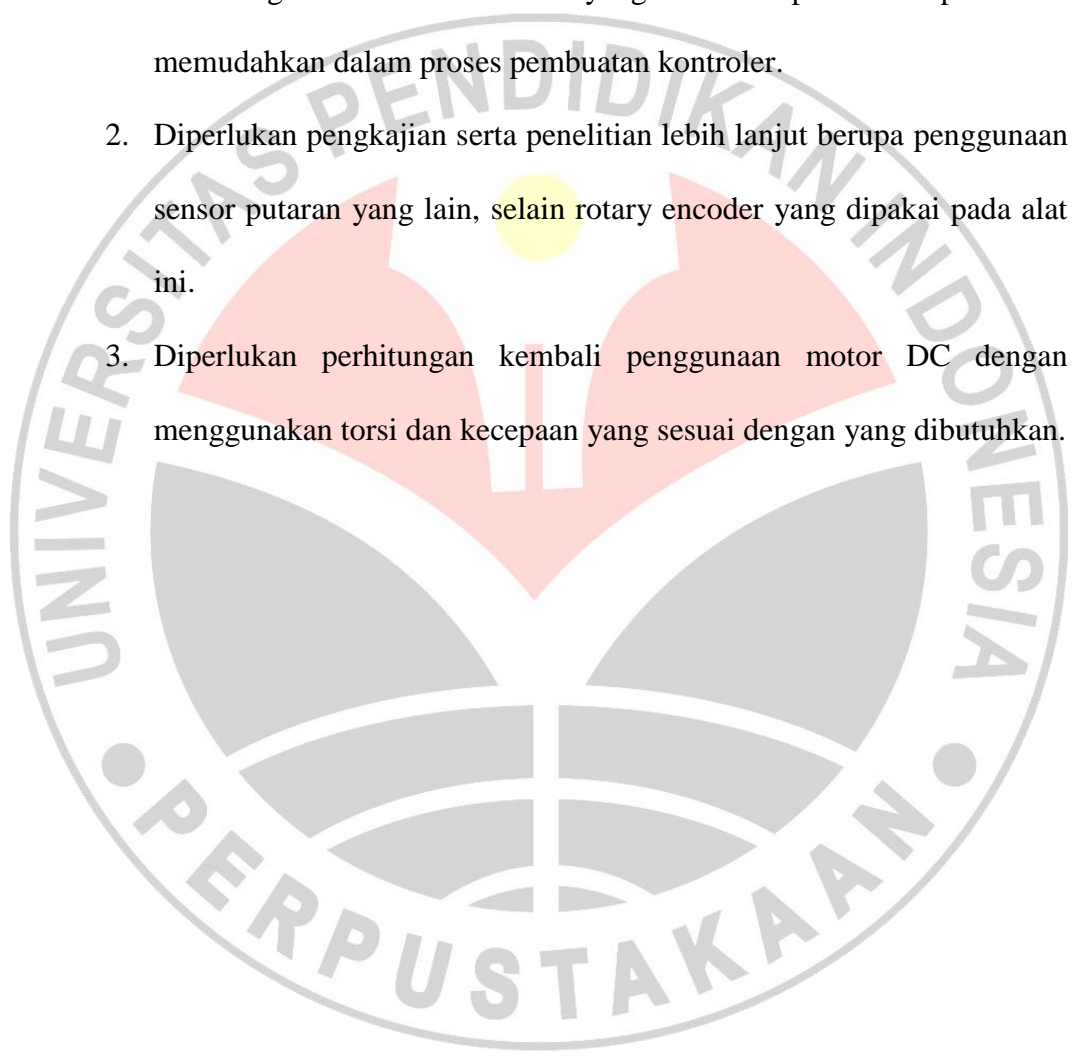 memudahkan dalam proses pembuatan kontroler.
2. Diperlukan pengkajian serta penelitian lebih lanjut berupa penggunaan
sensor putaran yang lain, selain rotary encoder yang dipakai pada alat
ini.
3. Diperlukan perhitungan kembali penggunaan motor DC dengan
menggunakan torsi dan kecepaan yang sesuai dengan yang dibutuhkan.
UNIVERSITAS PENDIDIKAN INDONESIA
PERPUSTAKAAN